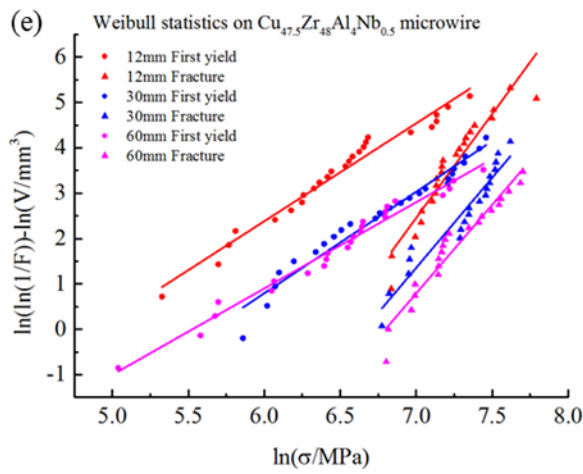 (e) Weibull statistics on Cu47.5Zr48Al4Nb0.5 microwire
6
12mm First yield
12mm Fracture
30mm First yield
30mm Fracture
60mm First yield
60mm Fracture
5
4
3
2
1
0
-1
ln(ln(1/F))-ln(V/mm³)
5.0 5.5 6.0 6.5 7.0 7.5 8.0
ln(σ/MPa)